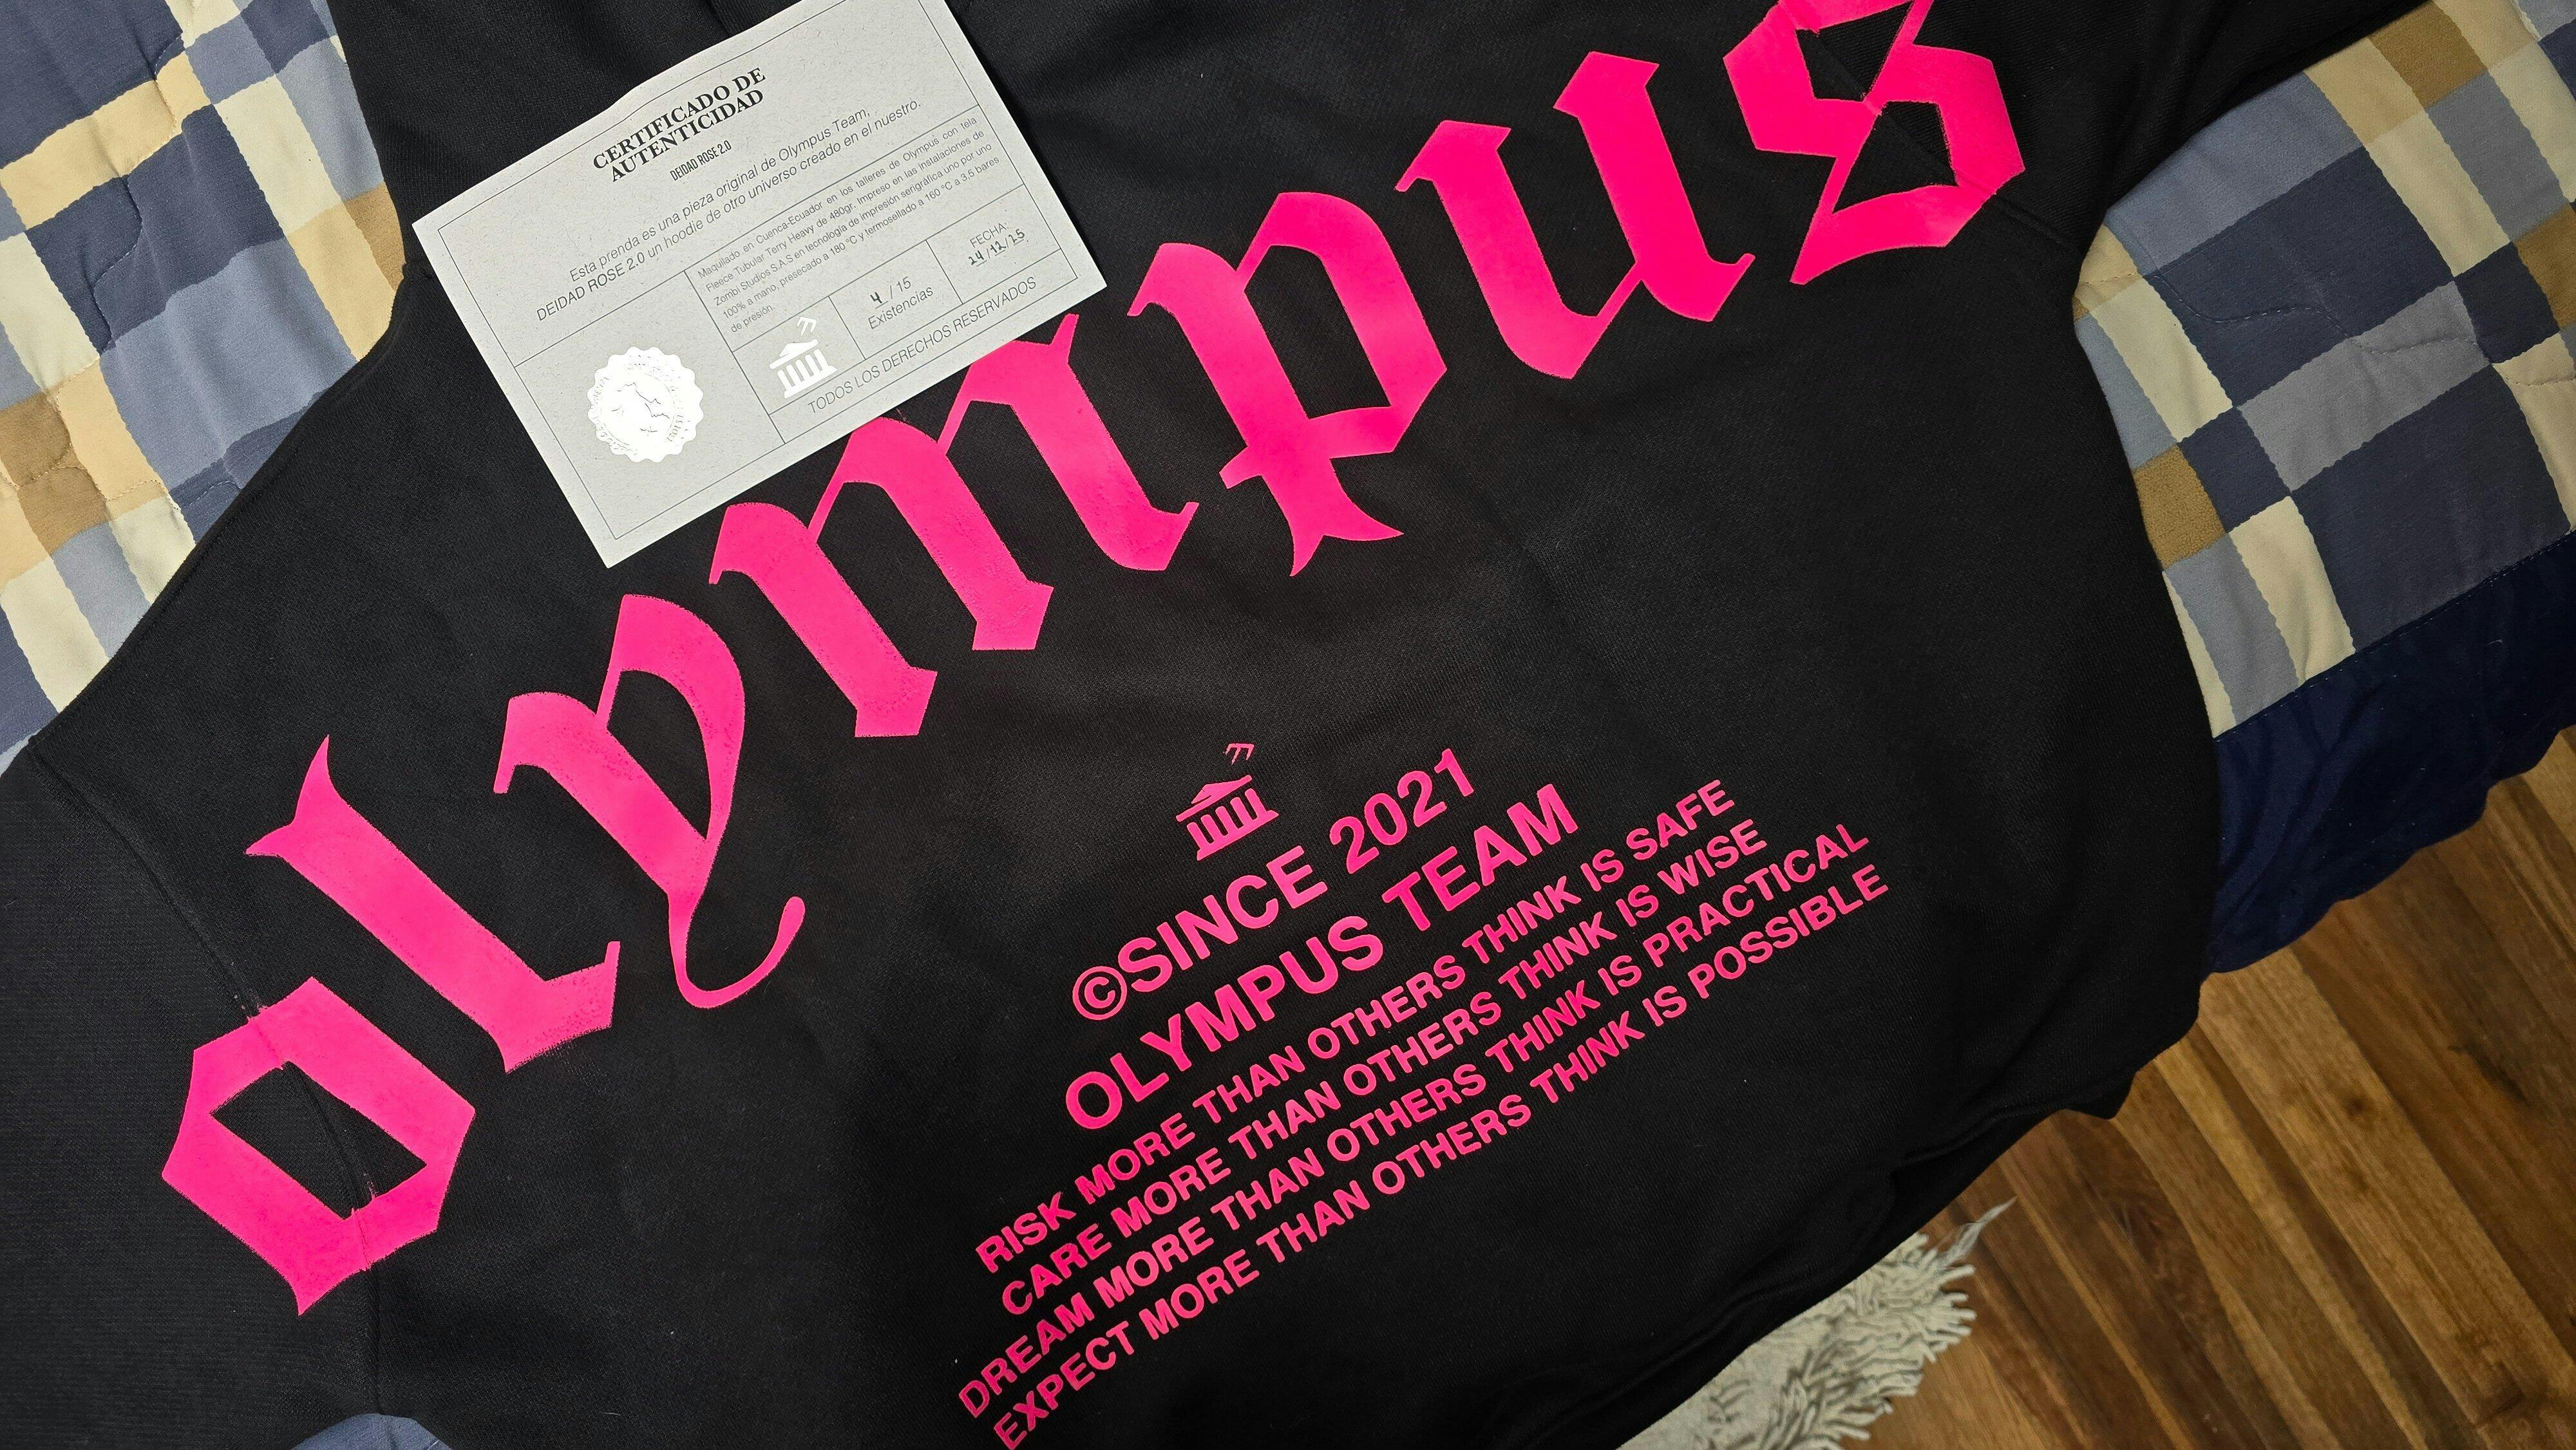 CERTIFICADO DE
AUTENTICIDAD
DEIDAD ROSE 2.0
Esta prenda es una pieza original de Olympus Team,
DEIDAD ROSE 2.0 un hoodie de otro universo creado en el nuestro.
Maquilado en Cuenca-Ecuador en los talleres de Olympus con tela
Fleece Tubular Terry Heavy de 480gr. Impreso en las instalaciones de
Zombi Studios S.A.S en tecnología de impresión serigráfica uno por uno
100% a mano, presecado a 180 °C y termosellado a 160 °C a 3.5 bares
de presión.
4 / 15
Existencias
FECHA:
24/12/25
TODOS LOS DERECHOS RESERVADOS
olympus
©SINCE 2021
OLYMPUS TEAM
RISK MORE THAN OTHERS THINK IS SAFE
CARE MORE THAN OTHERS THINK IS WISE
DREAM MORE THAN OTHERS THINK IS PRACTICAL
EXPECT MORE THAN OTHERS THINK IS POSSIBLE